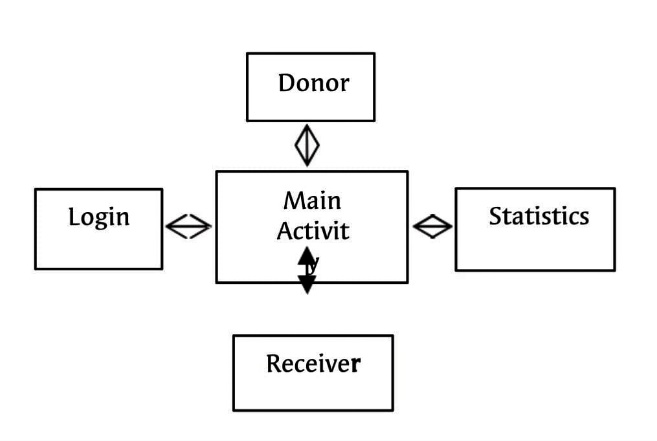 Donor
Login
Main
Activit
y
Statistics
Receiver